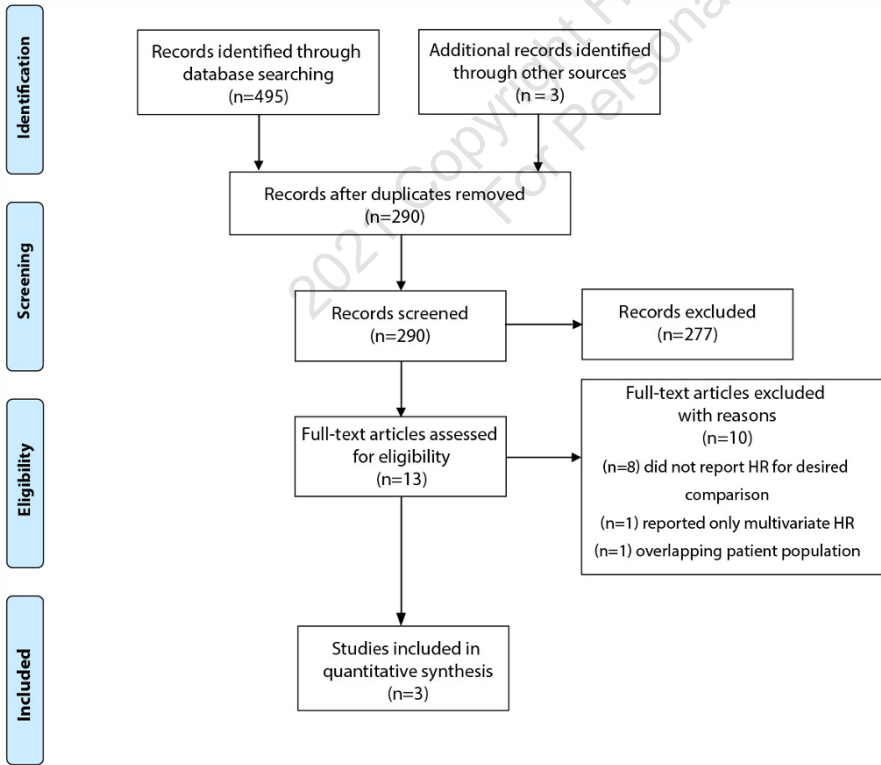 Identification
Records identified through
database searching
(n=495)
Additional records identified
through other sources
(n = 3)
Records after duplicates removed
(n=290)
Screening
Records screened
(n=290)
Records excluded
(n=277)
Eligibility
Full-text articles assessed
for eligibility
(n=13)
Full-text articles excluded
with reasons
(n=10)
(n=8) did not report HR for desired
comparison
(n=1) reported only multivariate HR
(n=1) overlapping patient population
Included
Studies included in
quantitative synthesis
(n=3)
2021 Copyright
For